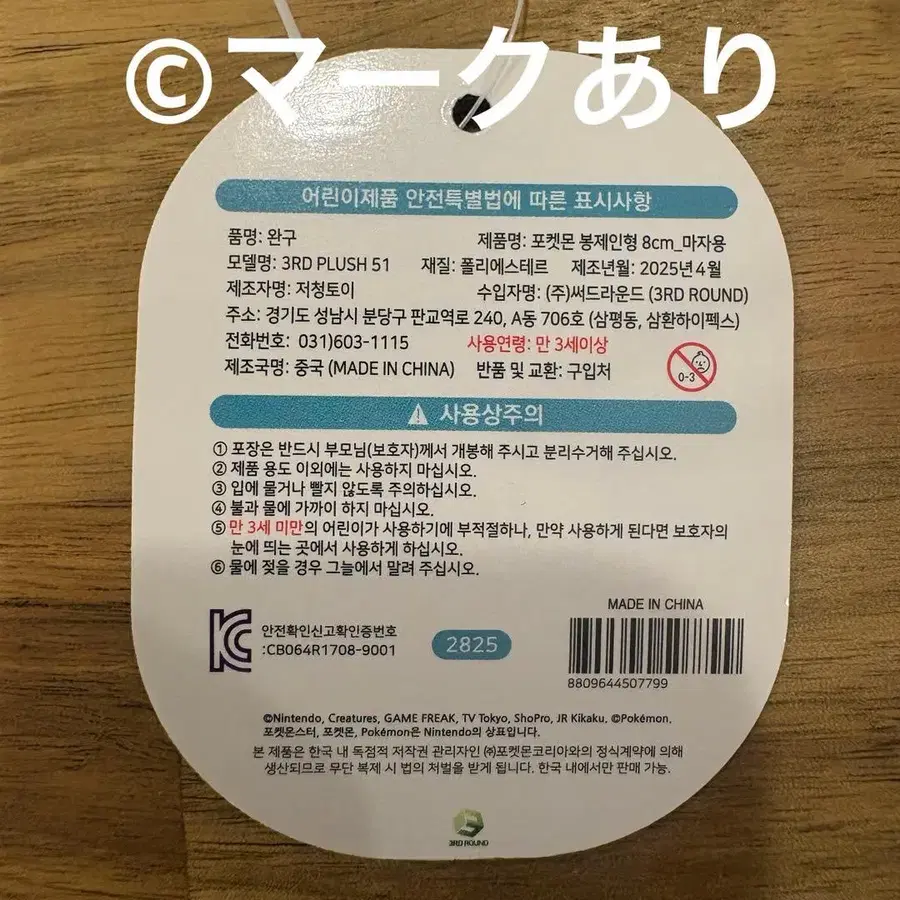 ©マークあり
어린이제품 안전특별법에 따른 표시사항
품명: 완구 제품명: 포켓몬 봉제인형 8cm_마자용
모델명: 3RD PLUSH 51 재질: 폴리에스테르 제조년월: 2025년 4월
제조자명: 저청토이 수입자명: (주)써드라운드 (3RD ROUND)
주소: 경기도 성남시 분당구 판교역로 240, A동 706호 (삼평동, 삼환하이펙스)
전화번호: 031)603-1115 사용연령: 만 3세이상
제조국명: 중국 (MADE IN CHINA) 반품 및 교환: 구입처
0-3
사용상주의
① 포장은 반드시 부모님(보호자)께서 개봉해 주시고 분리수거해 주십시오.
② 제품 용도 이외에는 사용하지 마십시오.
③ 입에 물거나 빨지 않도록 주의하십시오.
④ 불과 물에 가까이 하지 마십시오.
⑤ 만 3세 미만의 어린이가 사용하기에 부적절하나, 만약 사용하게 된다면 보호자의
눈에 띄는 곳에서 사용하게 하십시오.
⑥ 물에 젖을 경우 그늘에서 말려 주십시오.
KC
안전확인신고확인증번호
:CB064R1708-9001
2825
MADE IN CHINA
8809644507799
©Nintendo, Creatures, GAME FREAK, TV Tokyo, ShoPro, JR Kikaku, ©Pokémon.
포켓몬스터, 포켓몬, Pokémon은 Nintendo의 상표입니다.
본 제품은 한국 내 독점적 저작권 관리자인 ㈜포켓몬코리아와의 정식계약에 의해
생산되므로 무단 복제 시 법의 처벌을 받게 됩니다. 한국 내에서만 판매 가능.
3RD ROUND